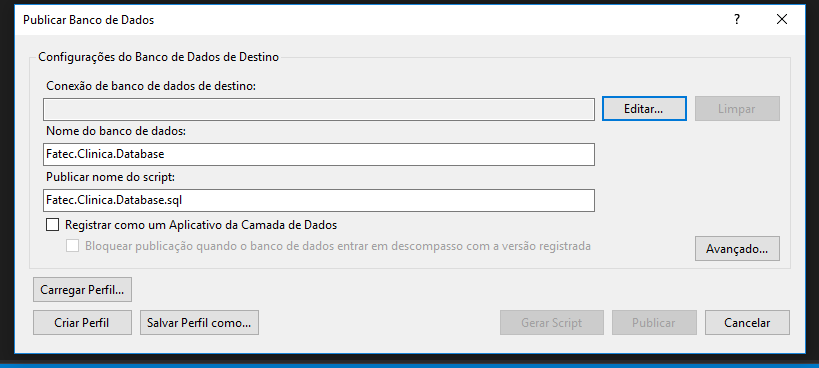 Publicar Banco de Dados
?
Configurações do Banco de Dados de Destino
Conexão de banco de dados de destino:
Editar...
Limpar
Nome do banco de dados:
Fatec.Clinica.Database
Publicar nome do script:
Fatec.Clinica.Database.sql
Registrar como um Aplicativo da Camada de Dados
Bloquear publicação quando o banco de dados entrar em descompasso com a versão registrada
Avançado...
Carregar Perfil...
Criar Perfil
Salvar Perfil como...
Gerar Script
Publicar
Cancelar